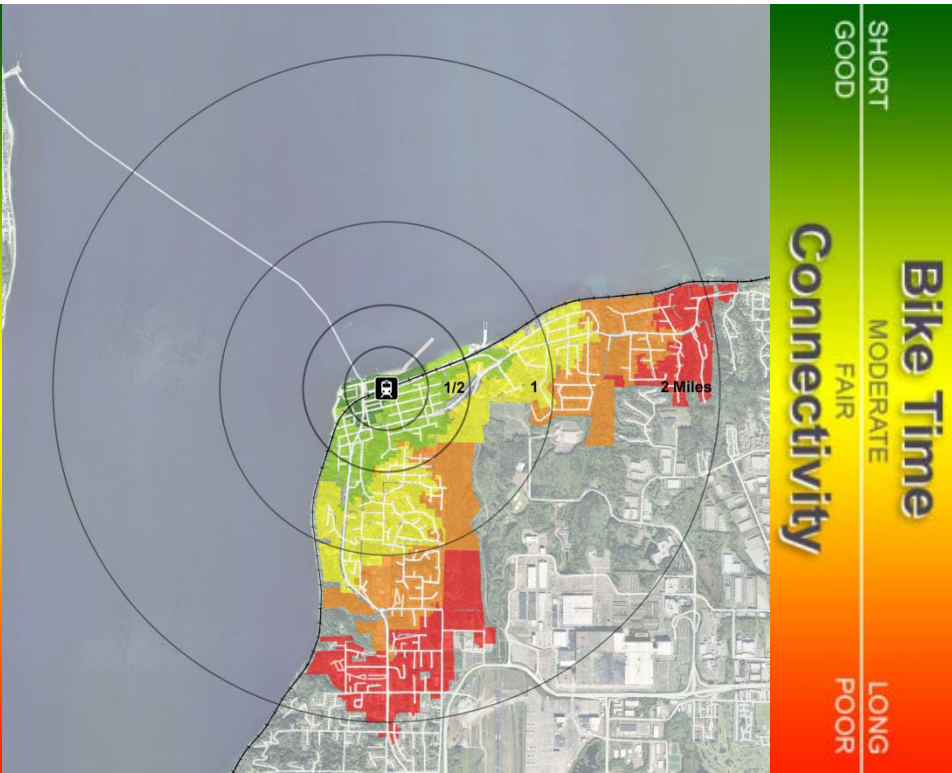 1/2
1
2 Miles
Bike Time
SHORT
MODERATE
LONG
GOOD
FAIR
POOR
Connectivity